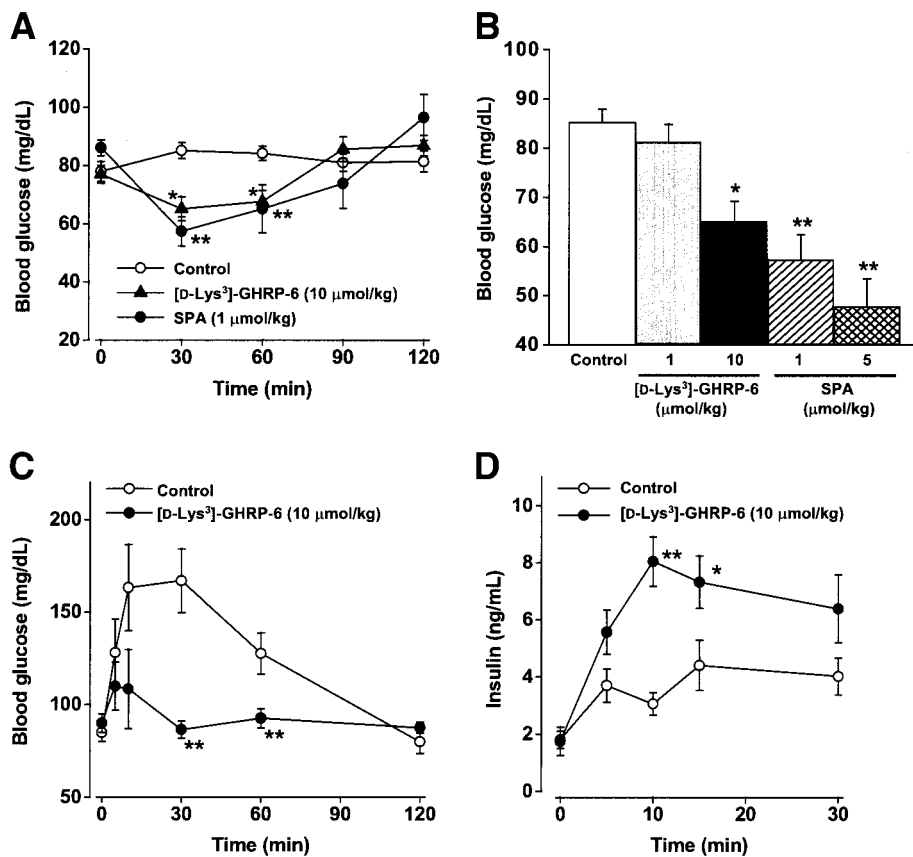 A
Blood glucose (mg/dL)
120
100
80
60
40
20
*
*
**
**
Control
[D-Lys³]-GHRP-6 (10 μmol/kg)
SPA (1 μmol/kg)
0 30 60 90 120
Time (min)
B
Blood glucose (mg/dL)
100
90
80
70
60
50
40
*
**
**
Control 1 10 1 5
[D-Lys³]-GHRP-6 SPA
(μmol/kg) (μmol/kg)
C
Blood glucose (mg/dL)
Control
[D-Lys³]-GHRP-6 (10 μmol/kg)
200
150
100
50
** **
0 30 60 90 120
Time (min)
D
Insulin (ng/mL)
Control
[D-Lys³]-GHRP-6 (10 μmol/kg)
10
8
6
4
2
0
**
*
0 10 20 30
Time (min)